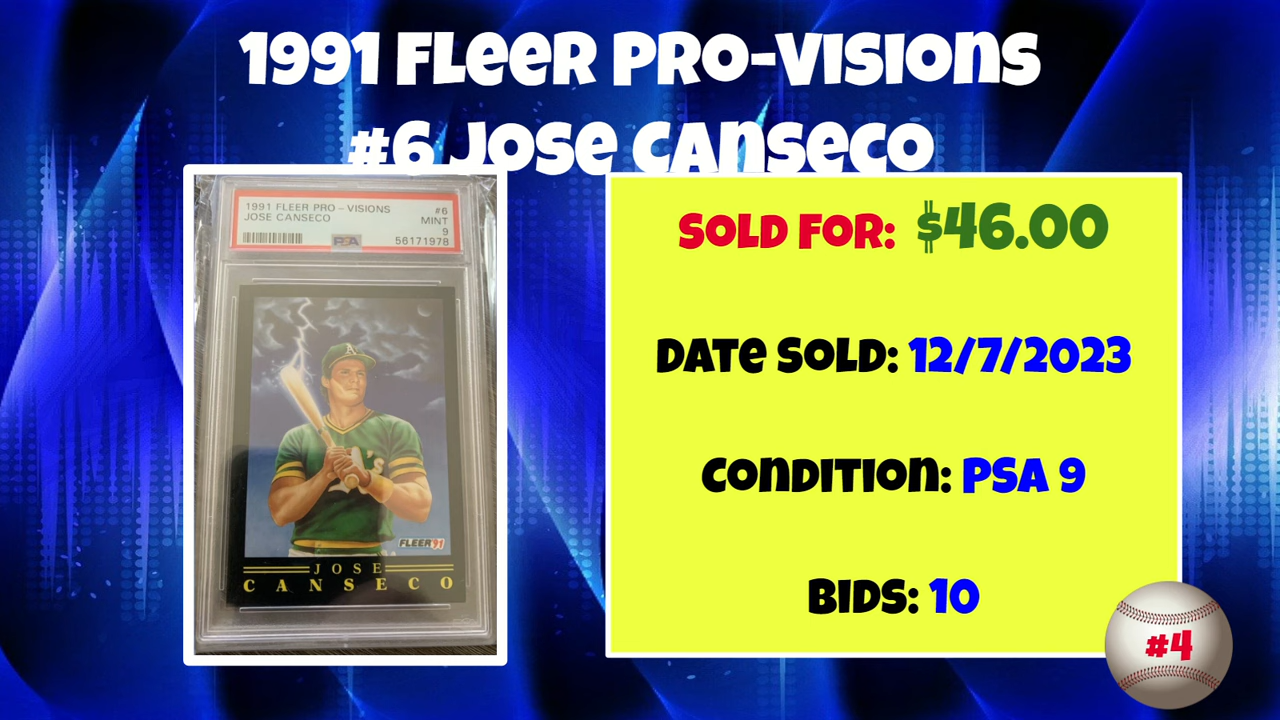 1991 FLeer PRO-VISIONS
#6 JOSe CANSeCO
1991 FLEER PRO – VISIONS #6
JOSE CANSECO MINT
9
PSA 56171978
A
A's
FLEER 91
JOSE
CANSECO
SOLD FOR: $46.00
DATe SOLD: 12/7/2023
CONDITION: PSA 9
BIDS: 10
#4